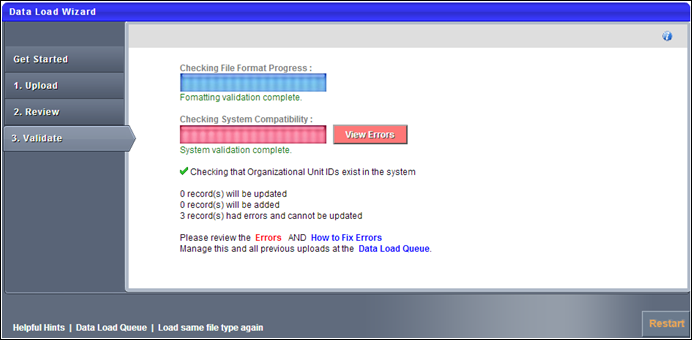 Data Load Wizard
Get Started
1. Upload
2. Review
3. Validate
Checking File Format Progress :
Fomatting validation complete.
Checking System Compatibility :
View Errors
System validation complete.
Checking that Organizational Unit IDs exist in the system
0 record(s) will be updated
0 record(s) will be added
3 record(s) had errors and cannot be updated
Please review the Errors AND How to Fix Errors
Manage this and all previous uploads at the Data Load Queue.
Helpful Hints | Data Load Queue | Load same file type again
Restart